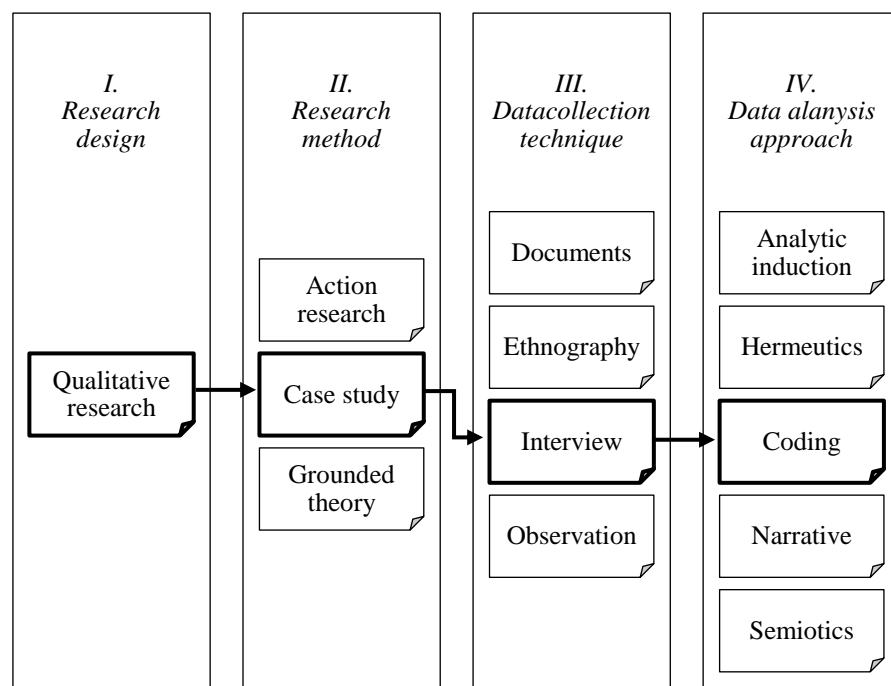 I.
Research
design
II.
Research
method
III.
Datacollection
technique
IV.
Data alanysis
approach
Qualitative
research
Action
research
Case study
Grounded
theory
Documents
Ethnography
Interview
Observation
Analytic
induction
Hermeutics
Coding
Narrative
Semiotics